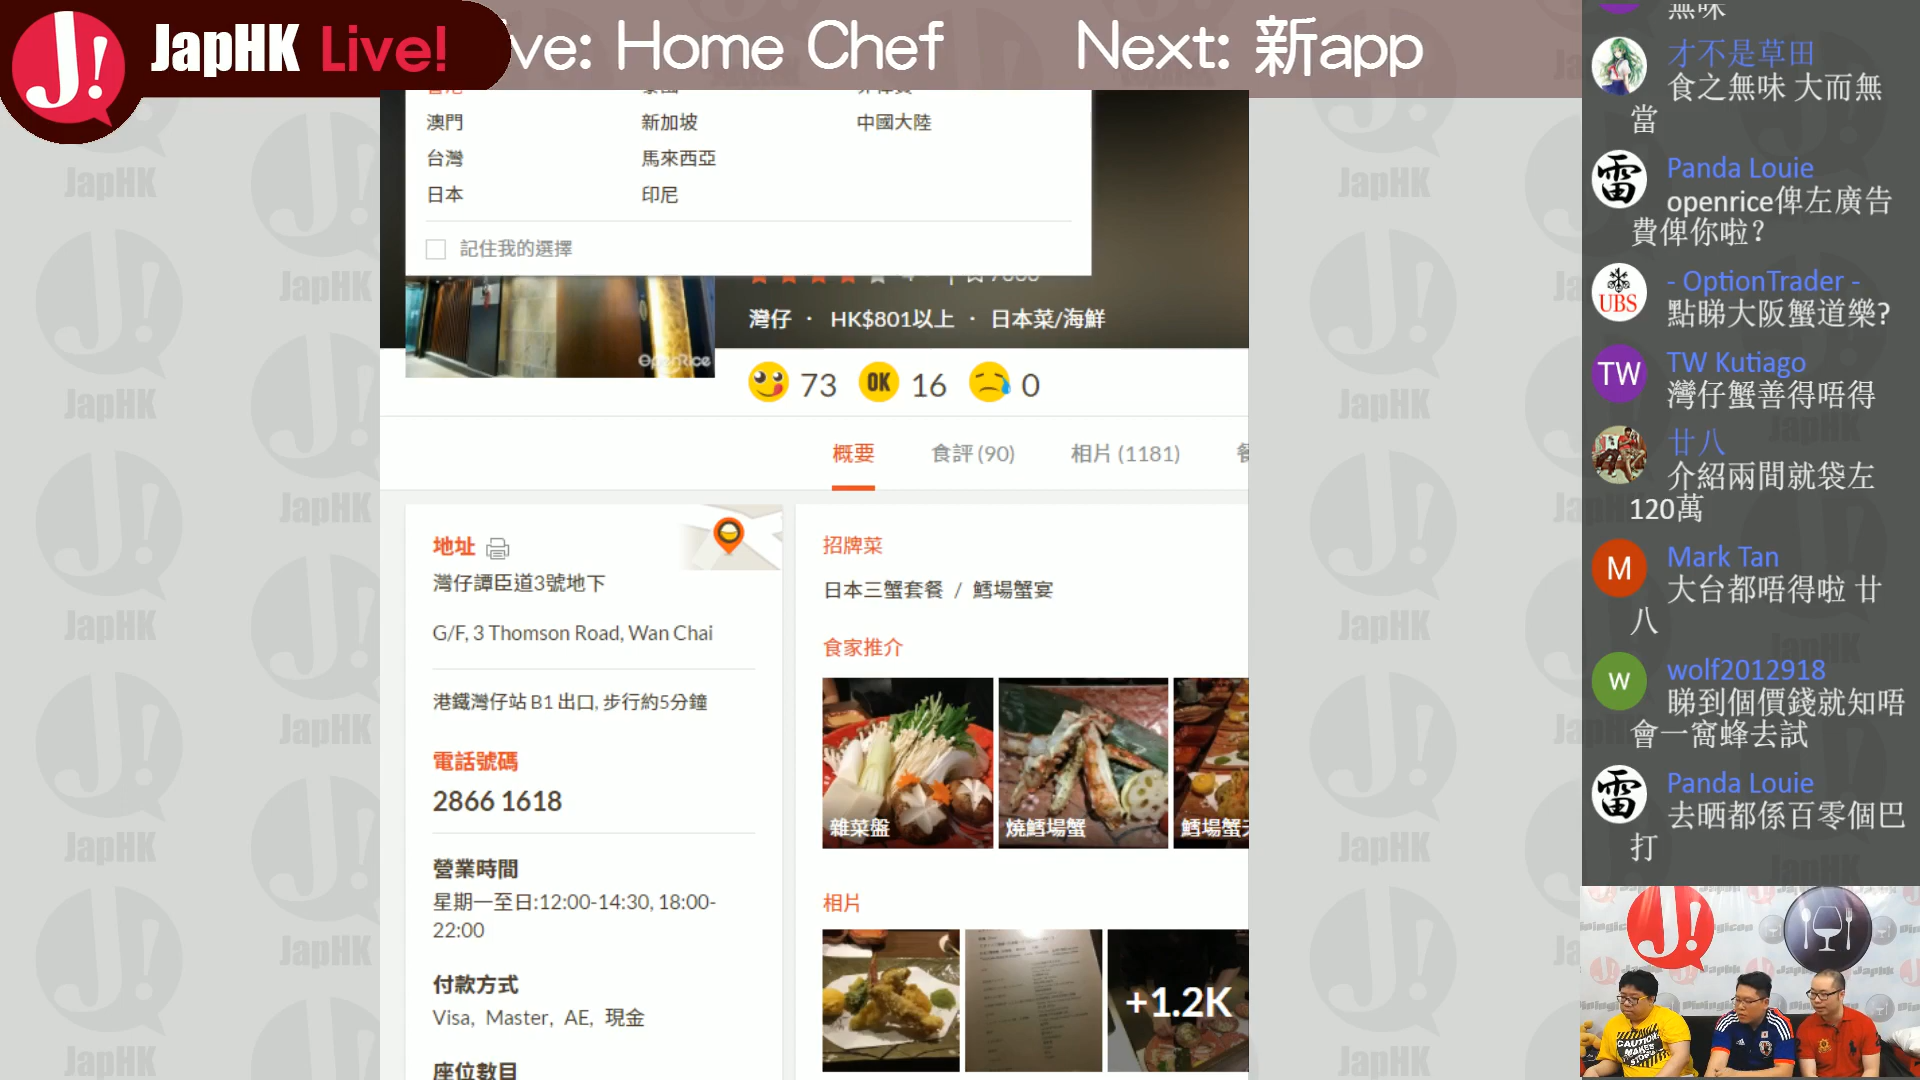 JapHK Live!
ve: Home Chef
Next: 新app
澳門
新加坡
中國大陸
台灣
馬來西亞
日本
印尼
記住我的選擇
OpenRice
灣仔 · HK$801以上 · 日本菜/海鮮
73
OK
16
0
概要
食評 (90)
相片 (1181)
地址
灣仔譚臣道3號地下
G/F, 3 Thomson Road, Wan Chai
港鐵灣仔站 B1 出口, 步行約5分鐘
電話號碼
2866 1618
營業時間
星期一至日:12:00-14:30, 18:00-
22:00
付款方式
Visa, Master, AE, 現金
座位數目
招牌菜
日本三蟹套餐 / 鱈場蟹宴
食家推介
雜菜盤
燒鱈場蟹
鱈場蟹天
相片
+1.2K
無味
才不是草田
食之無味 大而無
當
雷
Panda Louie
openrice俾左廣告
費俾你啦?
UBS
- OptionTrader -
點睇大阪蟹道樂?
TW
TW Kutiago
灣仔蟹善得唔得
廿八
介紹兩間就袋左
120萬
M
Mark Tan
大台都唔得啦 廿
八
w
wolf2012918
睇到個價錢就知唔
會一窩蜂去試
雷
Panda Louie
去晒都係百零個巴
打
JapHK